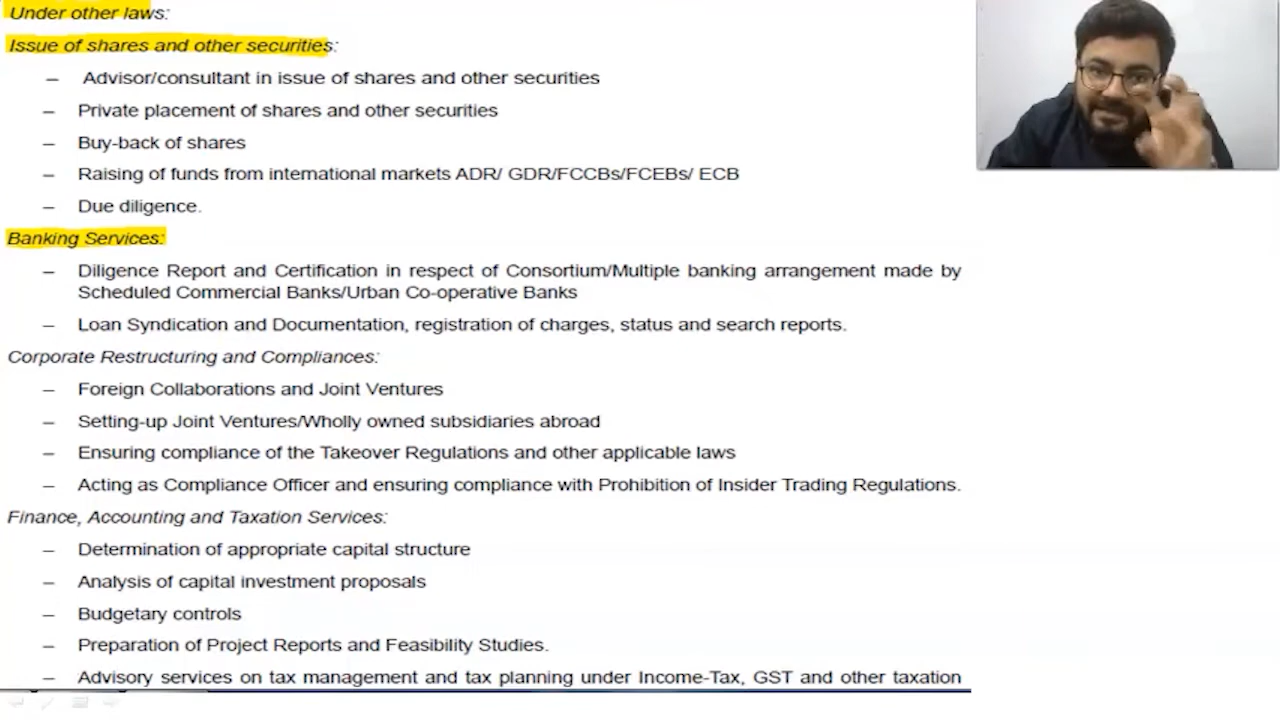 Under other laws:
Issue of shares and other securities:
– Advisor/consultant in issue of shares and other securities
– Private placement of shares and other securities
– Buy-back of shares
– Raising of funds from international markets ADR/ GDR/FCCBs/FCEBs/ ECB
– Due diligence.
Banking Services:
– Diligence Report and Certification in respect of Consortium/Multiple banking arrangement made by
Scheduled Commercial Banks/Urban Co-operative Banks
– Loan Syndication and Documentation, registration of charges, status and search reports.
Corporate Restructuring and Compliances:
– Foreign Collaborations and Joint Ventures
– Setting-up Joint Ventures/Wholly owned subsidiaries abroad
– Ensuring compliance of the Takeover Regulations and other applicable laws
– Acting as Compliance Officer and ensuring compliance with Prohibition of Insider Trading Regulations.
Finance, Accounting and Taxation Services:
– Determination of appropriate capital structure
– Analysis of capital investment proposals
– Budgetary controls
– Preparation of Project Reports and Feasibility Studies.
– Advisory services on tax management and tax planning under Income-Tax, GST and other taxation